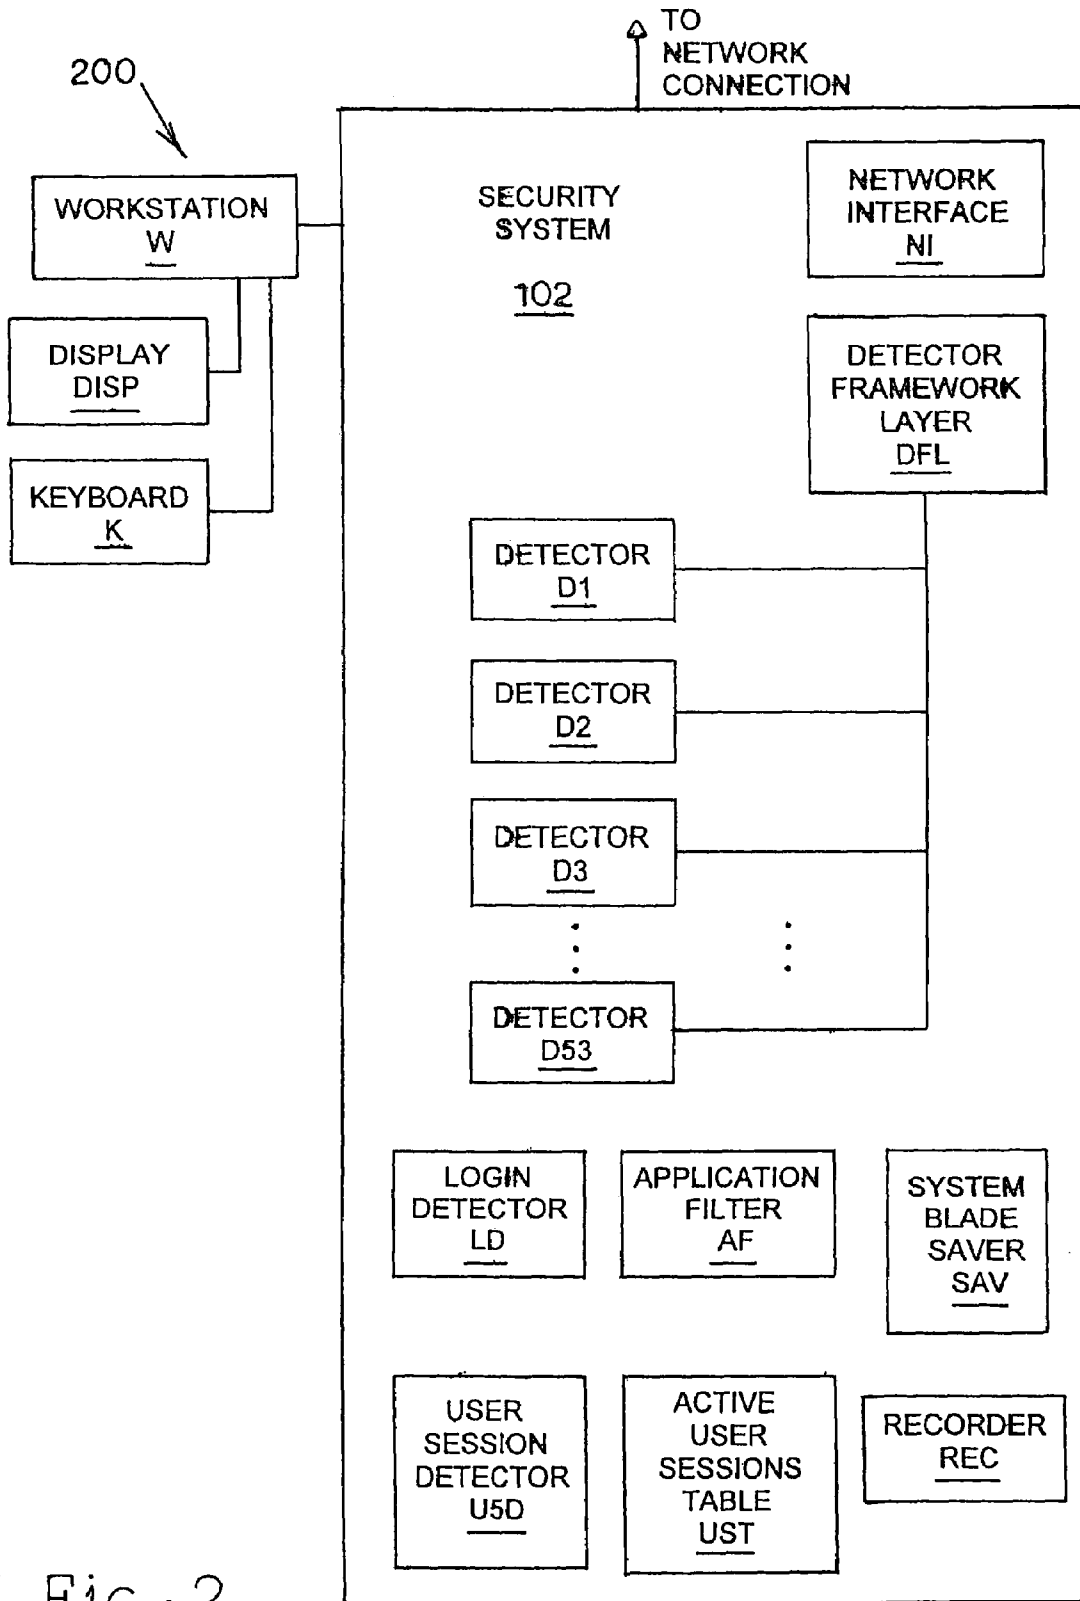 TO
NETWORK
CONNECTION
200
WORKSTATION
W
DISPLAY
DISP
KEYBOARD
K
SECURITY
SYSTEM
102
NETWORK
INTERFACE
NI
DETECTOR
FRAMEWORK
LAYER
DFL
DETECTOR
D1
DETECTOR
D2
DETECTOR
D3
DETECTOR
D53
LOGIN
DETECTOR
LD
APPLICATION
FILTER
AF
SYSTEM
BLADE
SAVER
SAV
USER
SESSION
DETECTOR
U5D
ACTIVE
USER
SESSIONS
TABLE
UST
RECORDER
REC
Fig. 2